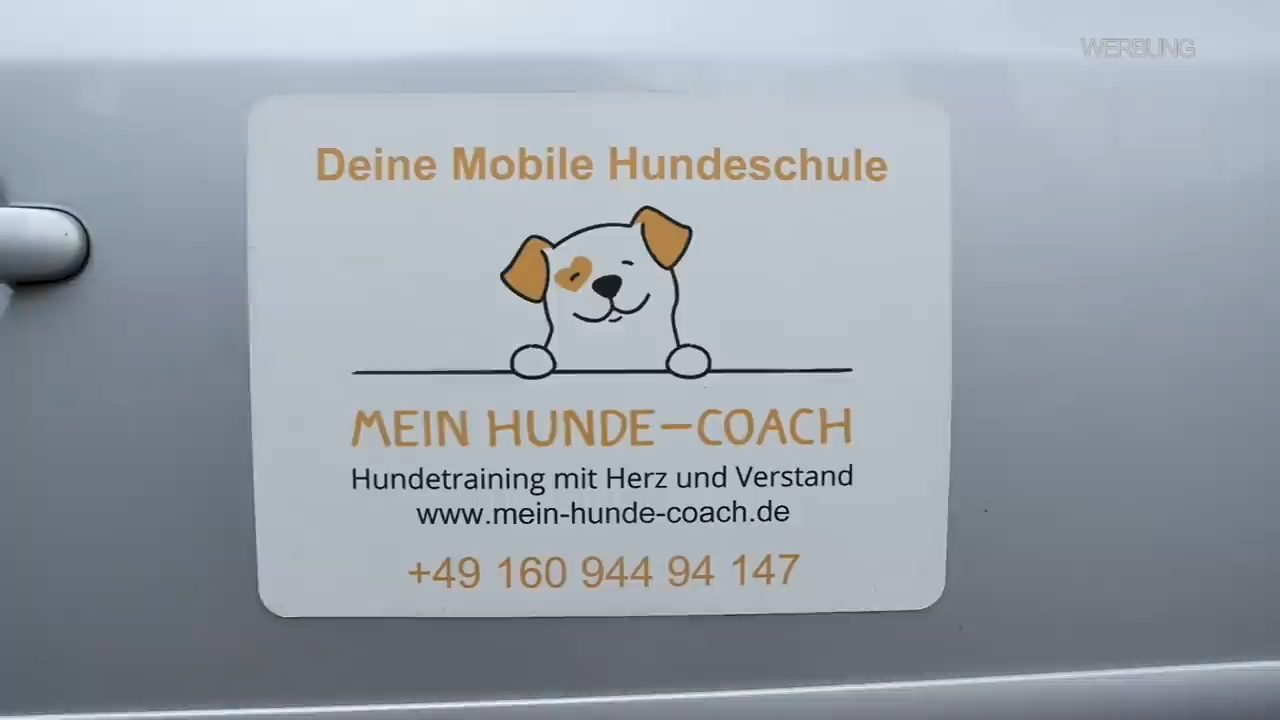 WERBUNG
Deine Mobile Hundeschule
MEIN HUNDE-COACH
Hundetraining mit Herz und Verstand
www.mein-hunde-coach.de
+49 160 944 94 147